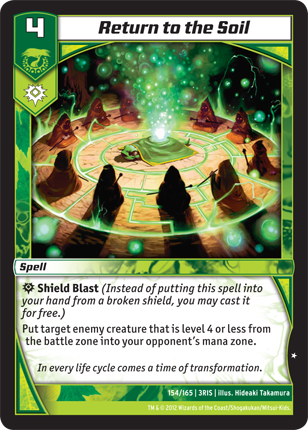 4
Return to the Soil
Spell
Shield Blast (Instead of putting this spell into
your hand from a broken shield, you may cast it
for free.)
Put target enemy creature that is level 4 or less from
the battle zone into your opponent's mana zone.
In every life cycle comes a time of transformation.
154/165 | 3RIS | illus. Hideaki Takamura
TM & © 2012 Wizards of the Coast/Shogakukan/Mitsui-Kids.